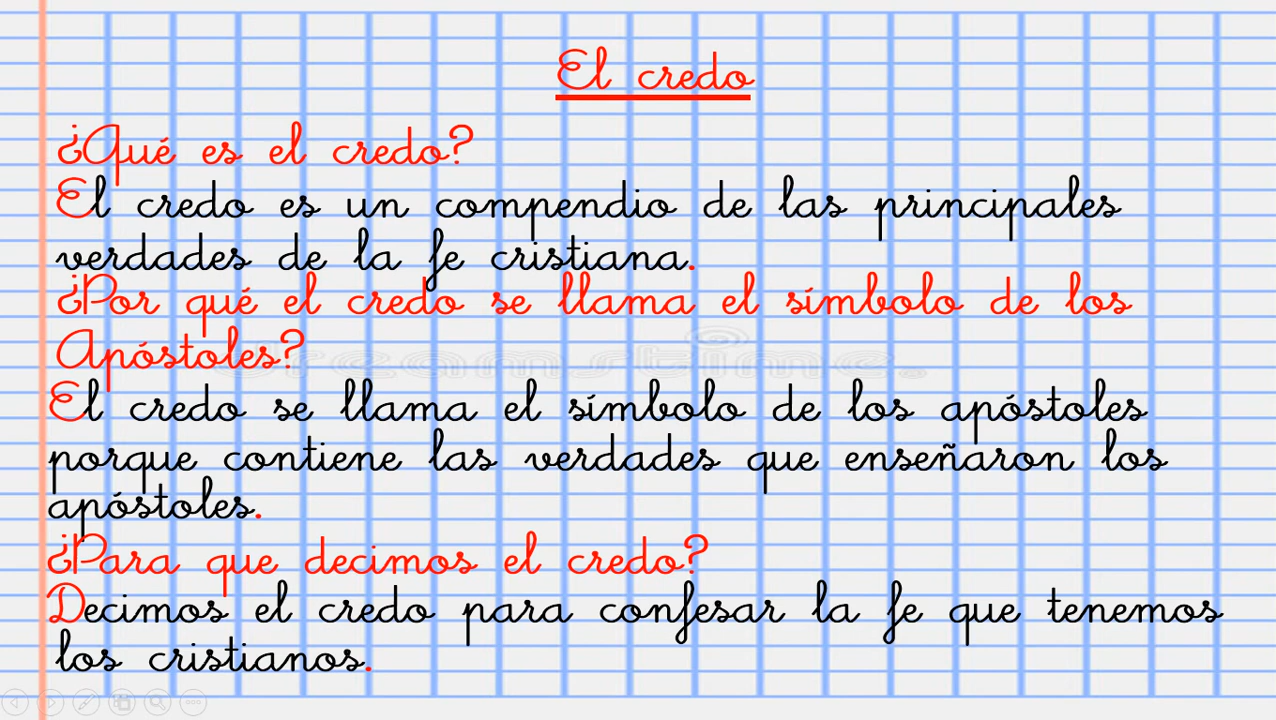 El credo
¿Qué es el credo?
El credo es un compendio de las principales
verdades de la fe cristiana.
¿Por qué el credo se llama el símbolo de los
Apóstoles?
dreamstime.
El credo se llama el símbolo de los apóstoles
porque contiene las verdades que enseñaron los
apóstoles.
¿Para que decimos el credo?
Decimos el credo para confesar la fe que tenemos
los cristianos.